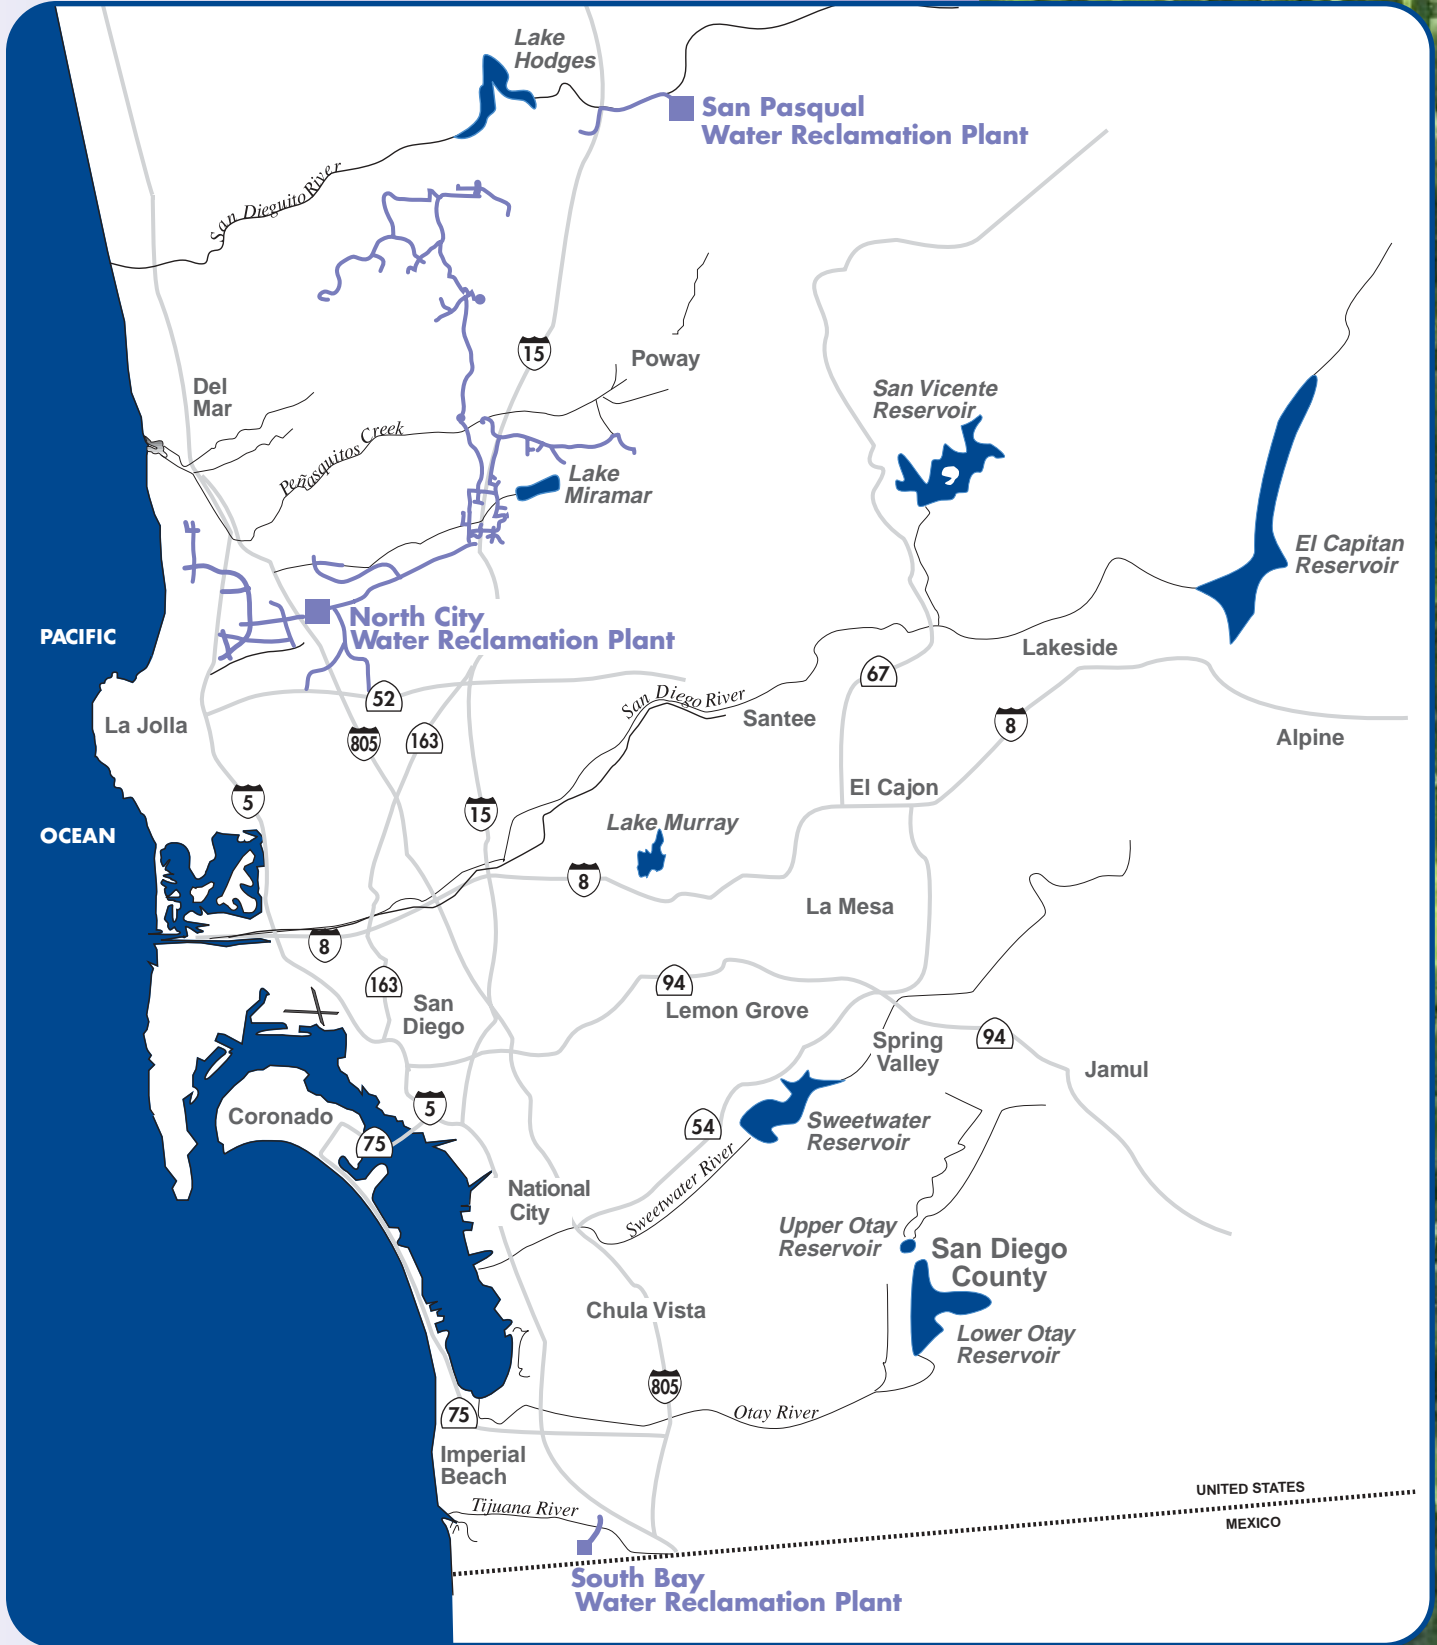 Lake
Hodges
San Pasqual
Water Reclamation Plant
San Dieguito River
15
Poway
Del
Mar
San Vicente
Reservoir
Peñasquitos Creek
Lake
Miramar
El Capitan
Reservoir
North City
Water Reclamation Plant
PACIFIC
Lakeside
67
52
San Diego River
Santee
La Jolla
805
163
8
Alpine
El Cajon
5
15
Lake Murray
OCEAN
8
La Mesa
8
163
94
San
Diego
Lemon Grove
94
Spring
Valley
Jamul
Coronado
5
75
54
Sweetwater
Reservoir
Sweetwater River
National
City
Upper Otay
Reservoir
San Diego
County
Chula Vista
Lower Otay
Reservoir
805
75
Otay River
Imperial
Beach
Tijuana River
UNITED STATES
MEXICO
South Bay
Water Reclamation Plant